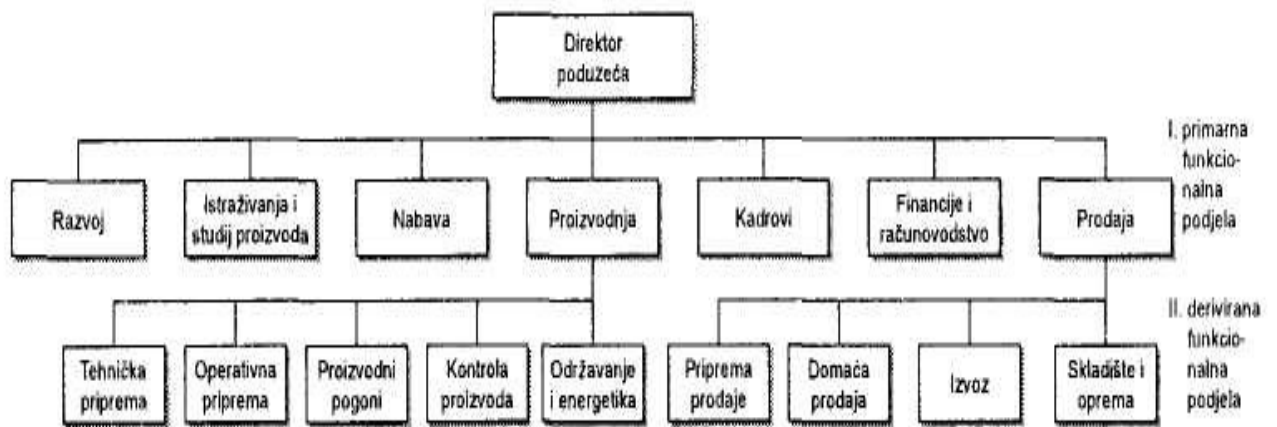 Direktor
poduzeća
I. primarna
funkcio-
nalna
podjela
Razvoj
Istraživanja i
studij proizvoda
Nabava
Proizvodnja
Kadrovi
Financije i
računovodstvo
Prodaja
II. derivirana
funkcio-
nalna
podjela
Tehnička
priprema
Operativna
priprema
Proizvodni
pogoni
Kontrola
proizvoda
Održavanje
i energetika
Priprema
prodaje
Domaća
prodaja
Izvoz
Skladište i
oprema